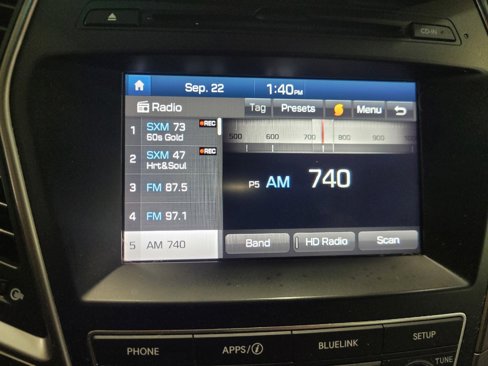 CD-IN
Sep. 22 1:40PM
Radio Tag Presets Menu
1 SXM 73 REC
60s Gold
2 SXM 47 REC
Hrt&Soul
3 FM 87.5
4 FM 97.1
5 AM 740
500 600 700 800 900
P5 AM 740
Band HD Radio Scan
PHONE APPS/i BLUELINK SETUP
TUNE